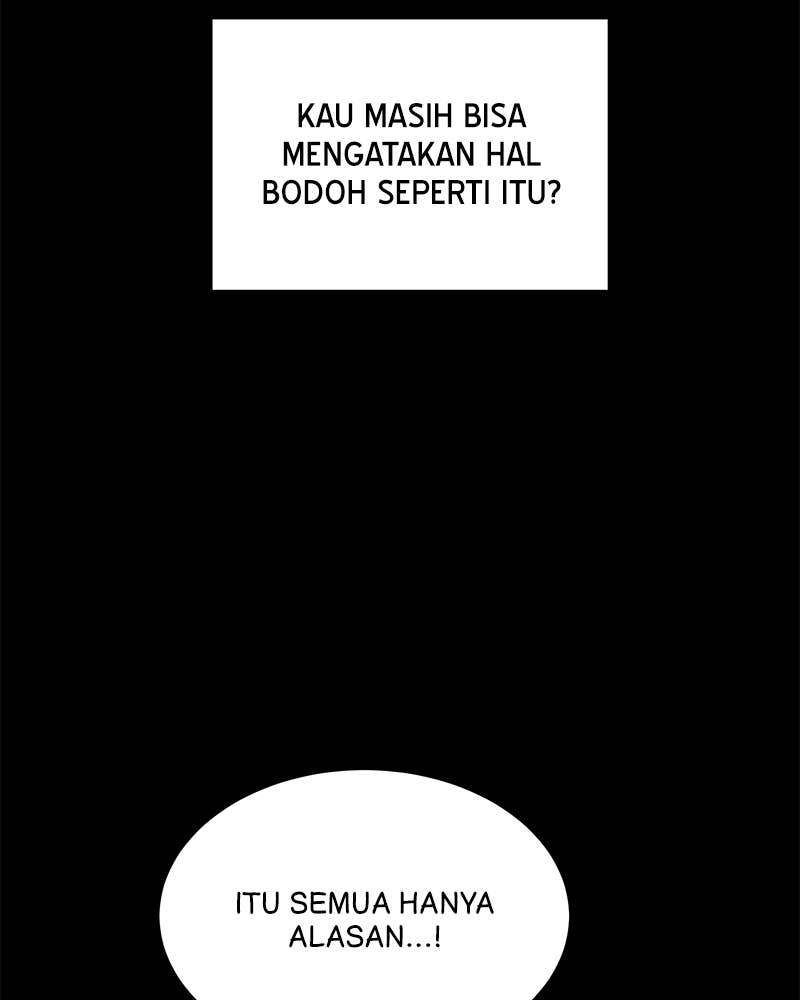 KAU MASIH BISA
MENGATAKAN HAL
BODOH SEPERTI ITU?
ITU SEMUA HANYA
ALASAN...!